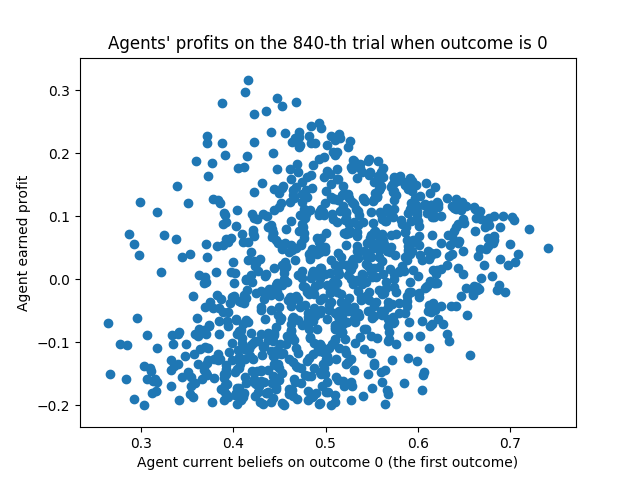 Agents' profits on the 840-th trial when outcome is 0
0.3
0.2
0.1
0.0
−0.1
−0.2
Agent earned profit
0.3 0.4 0.5 0.6 0.7
Agent current beliefs on outcome 0 (the first outcome)